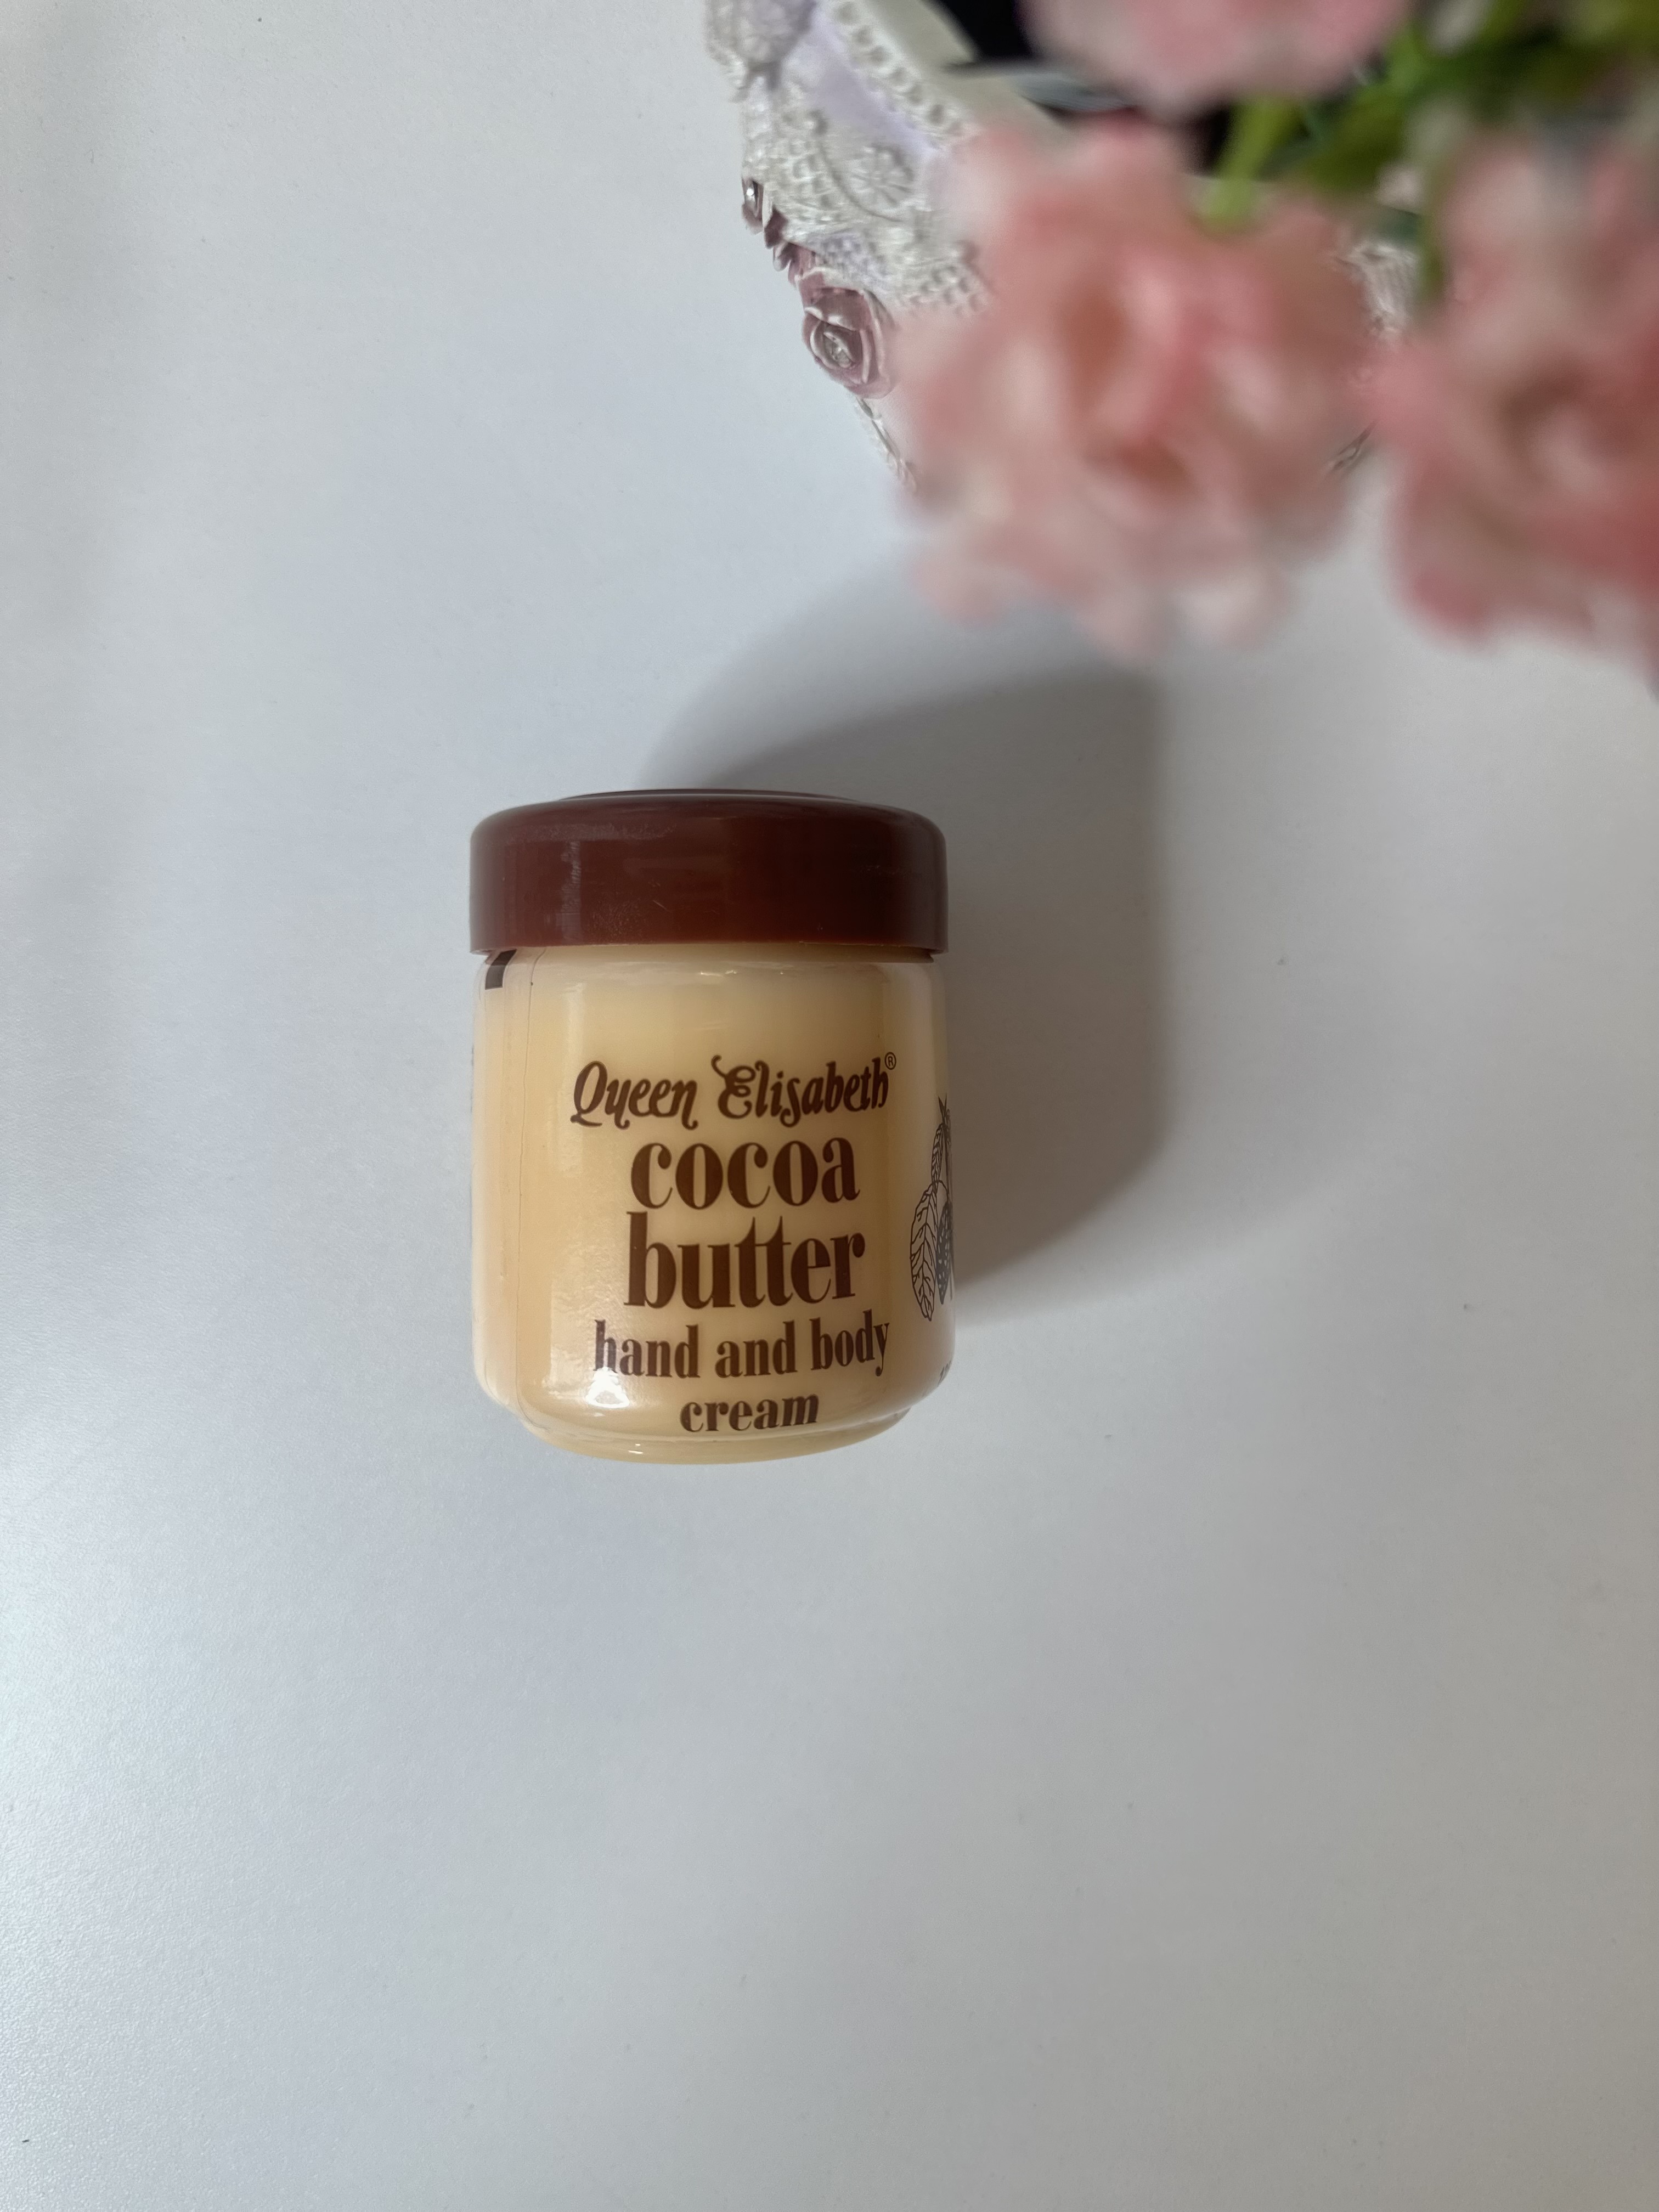 Queen Elisabeth®
cocoa
butter
hand and body
cream